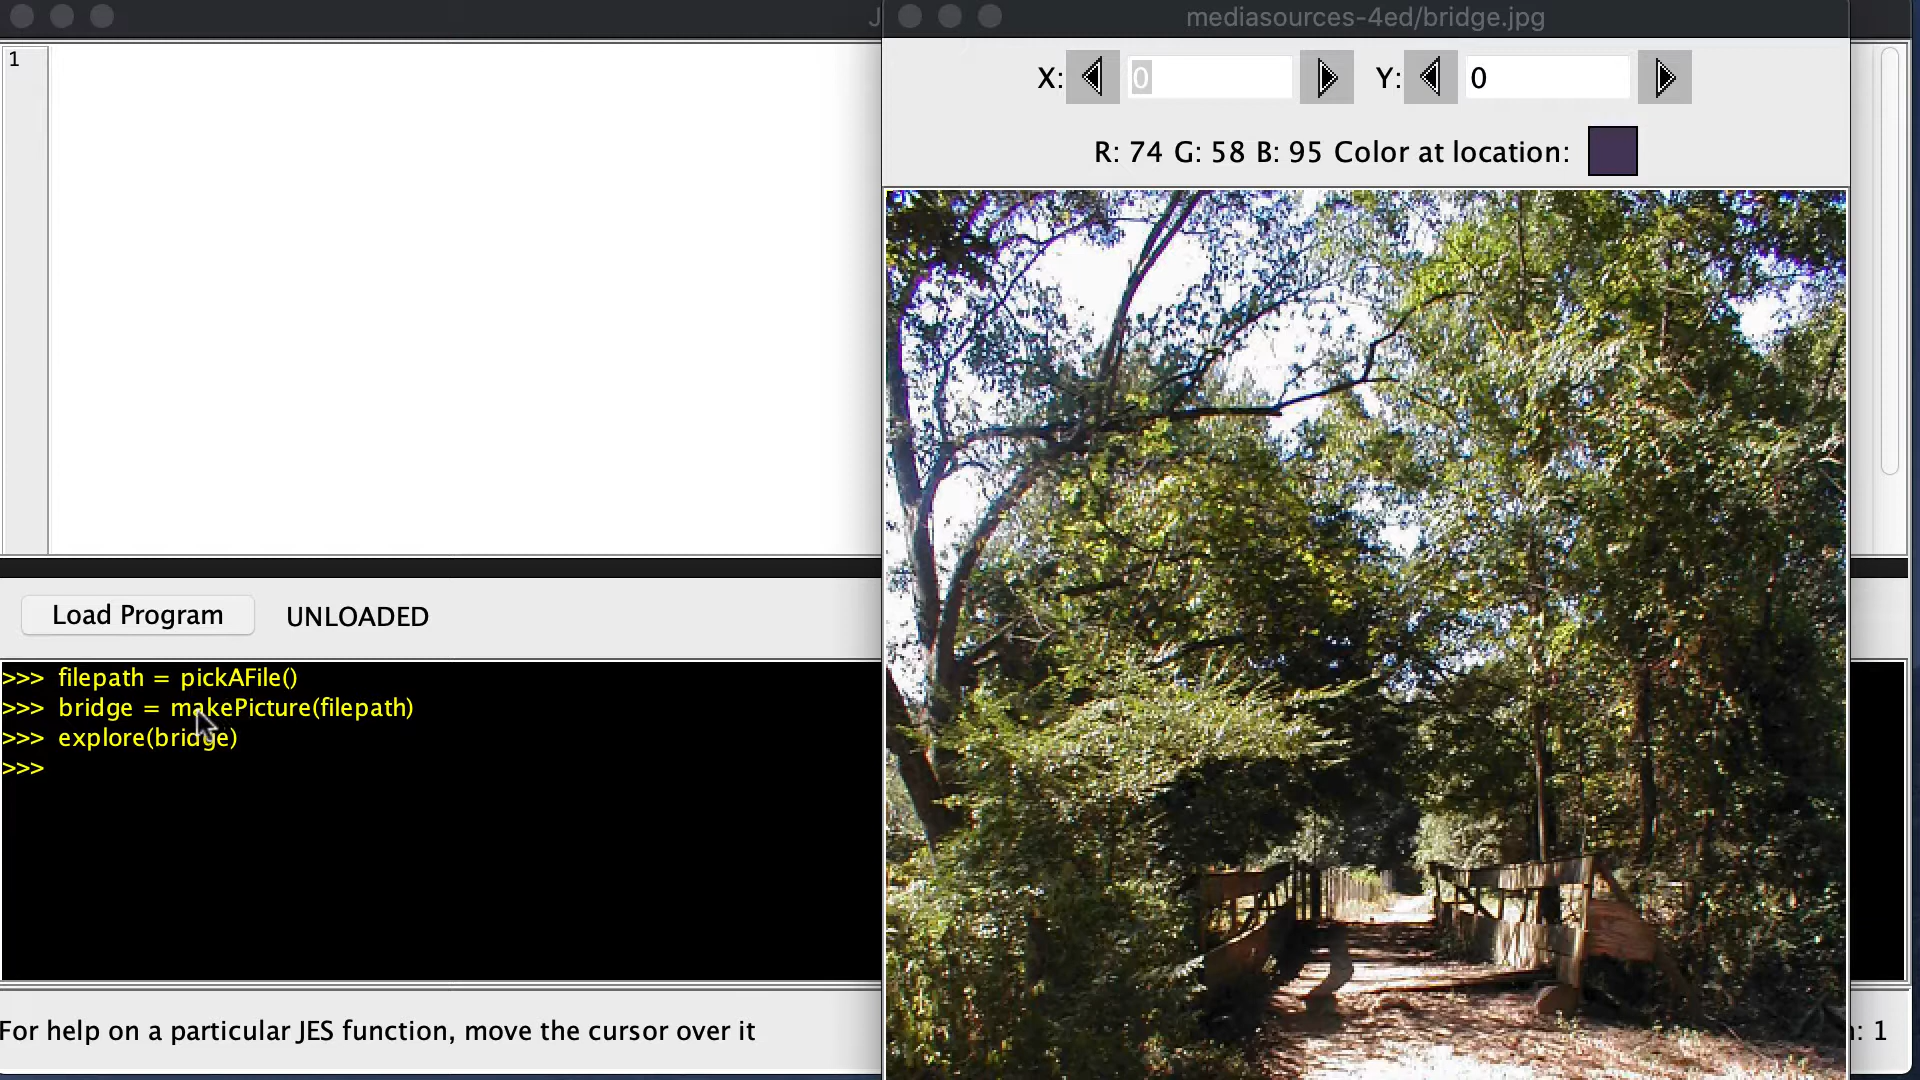 J
mediasources-4ed/bridge.jpg
1
X: 0 Y: 0
R: 74 G: 58 B: 95 Color at location:
Load Program UNLOADED
>>> filepath = pickAFile()
>>> bridge = makePicture(filepath)
>>> explore(bridge)
>>>
For help on a particular JES function, move the cursor over it
: 1